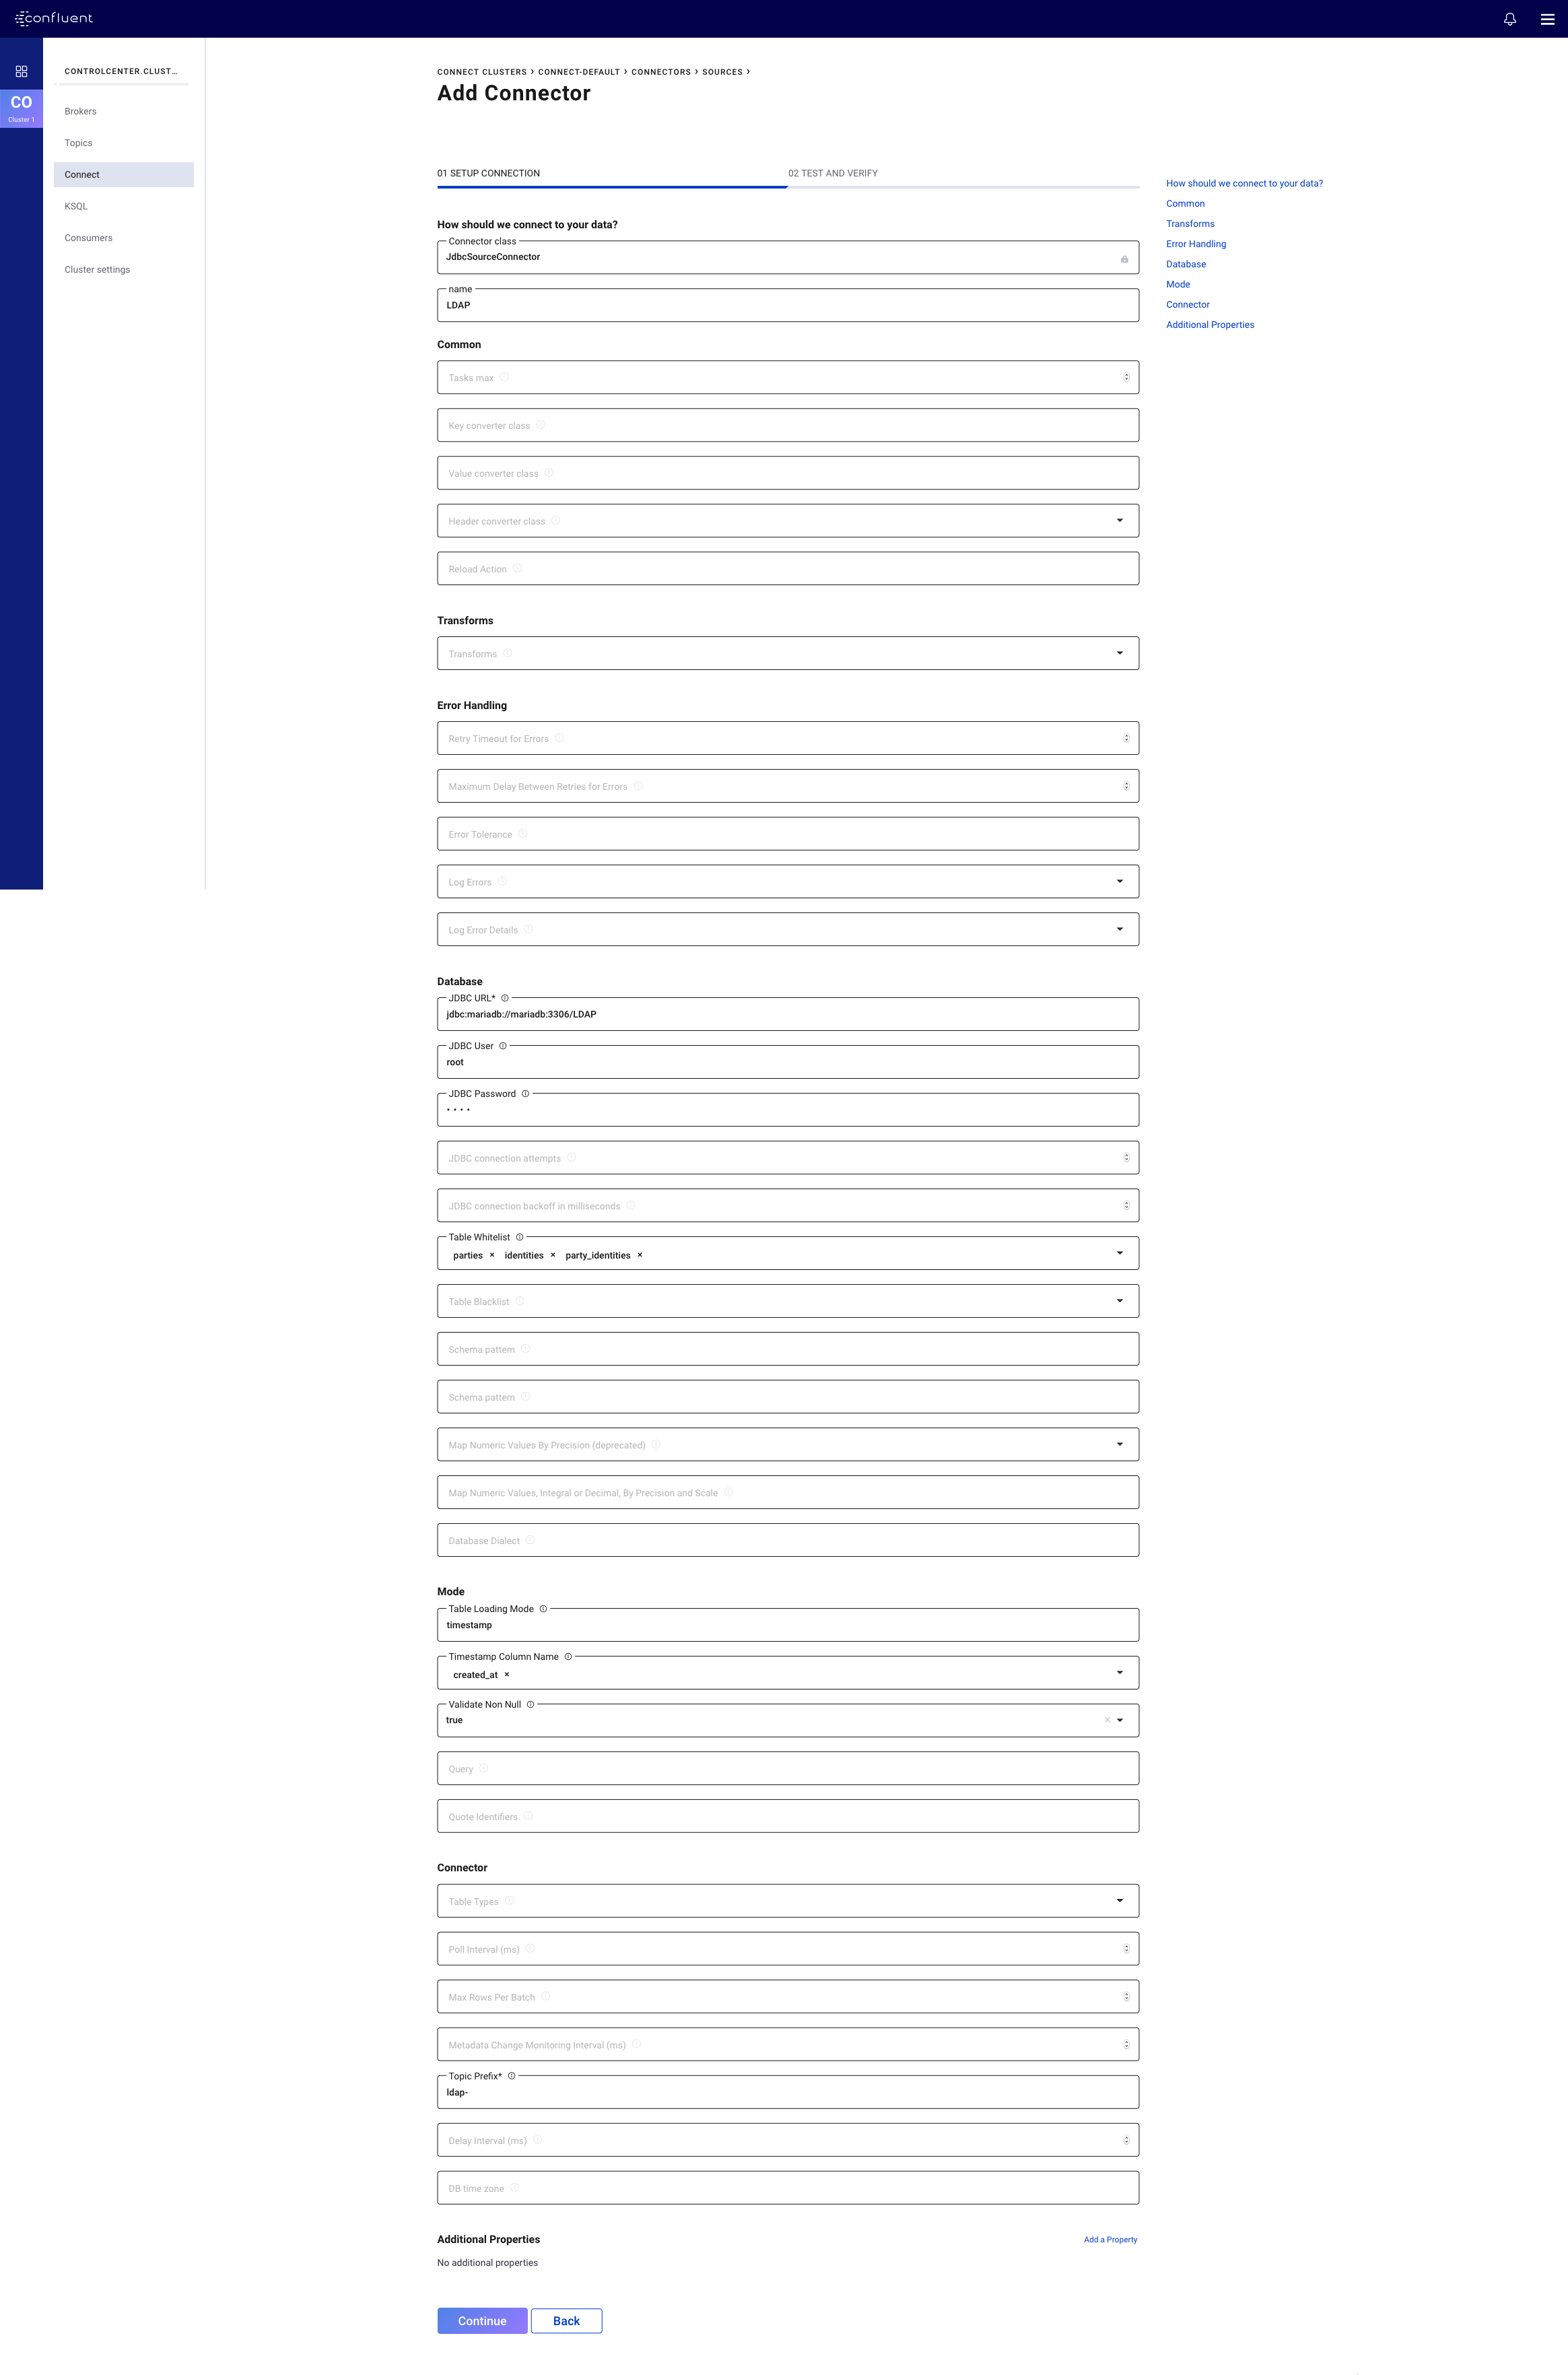 confluent
CO
Cluster 1
CONTROLCENTER.CLUST...
Brokers
Topics
Connect
KSQL
Consumers
Cluster settings
CONNECT CLUSTERS › CONNECT-DEFAULT › CONNECTORS › SOURCES ›
Add Connector
01 SETUP CONNECTION
02 TEST AND VERIFY
How should we connect to your data?
Connector class
JdbcSourceConnector
name
LDAP
Common
Tasks max
Key converter class
Value converter class
Header converter class
Reload Action
Transforms
Transforms
Error Handling
Retry Timeout for Errors
Maximum Delay Between Retries for Errors
Error Tolerance
Log Errors
Log Error Details
Database
JDBC URL*
jdbc:mariadb://mariadb:3306/LDAP
JDBC User
root
JDBC Password
• • • •
JDBC connection attempts
JDBC connection backoff in milliseconds
Table Whitelist
parties × identities × party_identities ×
Table Blacklist
Schema pattern
Schema pattern
Map Numeric Values By Precision (deprecated)
Map Numeric Values, Integral or Decimal, By Precision and Scale
Database Dialect
Mode
Table Loading Mode
timestamp
Timestamp Column Name
created_at ×
Validate Non Null
true ×
Query
Quote Identifiers
Connector
Table Types
Poll Interval (ms)
Max Rows Per Batch
Metadata Change Monitoring Interval (ms)
Topic Prefix*
ldap-
Delay Interval (ms)
DB time zone
Additional Properties
Add a Property
No additional properties
Continue
Back
How should we connect to your data?
Common
Transforms
Error Handling
Database
Mode
Connector
Additional Properties